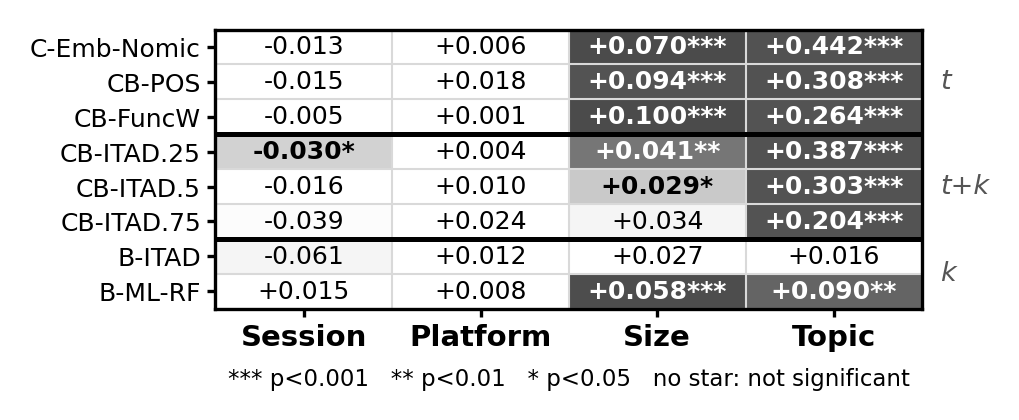 C-Emb-Nomic -0.013 +0.006 +0.070*** +0.442***
CB-POS -0.015 +0.018 +0.094*** +0.308*** t
CB-FuncW -0.005 +0.001 +0.100*** +0.264***
CB-ITAD.25 -0.030* +0.004 +0.041** +0.387***
CB-ITAD.5 -0.016 +0.010 +0.029* +0.303*** t+k
CB-ITAD.75 -0.039 +0.024 +0.034 +0.204***
B-ITAD -0.061 +0.012 +0.027 +0.016
k
B-ML-RF +0.015 +0.008 +0.058*** +0.090**
Session Platform Size Topic
*** p<0.001 ** p<0.01 * p<0.05 no star: not significant